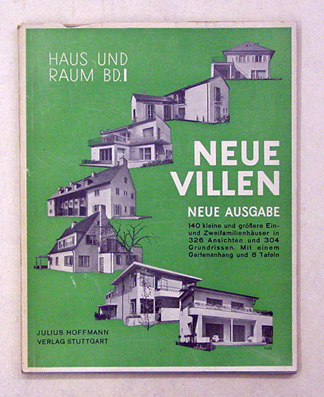 HAUS UND
RAUM BD.I
NEUE
VILLEN
NEUE AUSGABE
140 kleine und größere Ein-
und Zweifamilienhäuser in
326 Ansichten und 304
Grundrissen. Mit einem
Gartenanhang und 8 Tafeln
JULIUS HOFFMANN
VERLAG STUTTGART